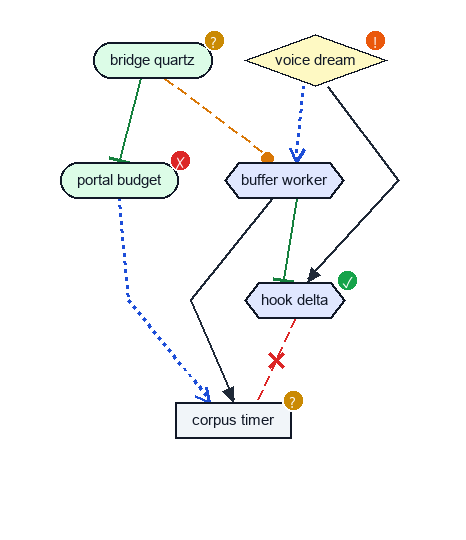 bridge quartz
?
voice dream
!
portal budget
X
buffer worker
hook delta
✓
corpus timer
?